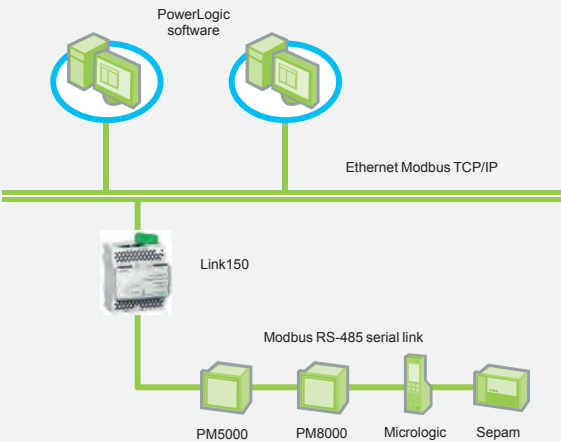 PowerLogic
software
Ethernet Modbus TCP/IP
Link150
Modbus RS-485 serial link
PM5000 PM8000 Micrologic Sepam